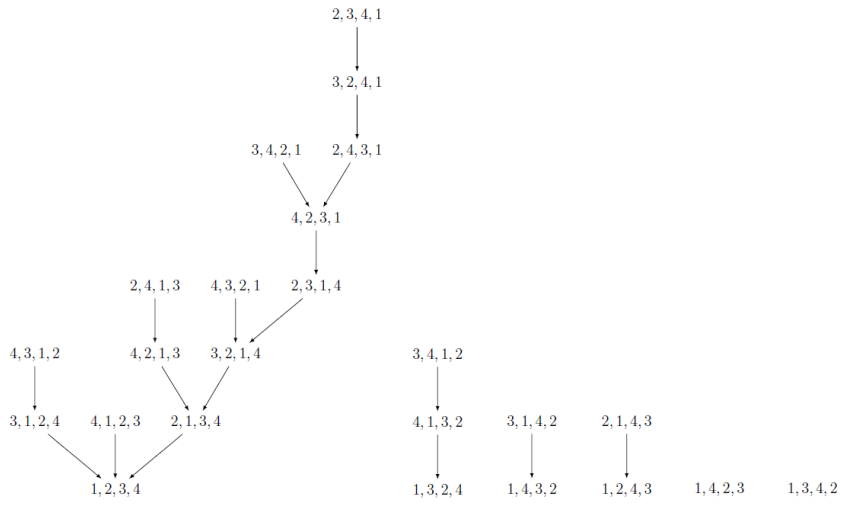 2, 3, 4, 1
3, 2, 4, 1
3, 4, 2, 1 2, 4, 3, 1
4, 2, 3, 1
2, 4, 1, 3 4, 3, 2, 1 2, 3, 1, 4
4, 3, 1, 2 4, 2, 1, 3 3, 2, 1, 4 3, 4, 1, 2
3, 1, 2, 4 4, 1, 2, 3 2, 1, 3, 4 4, 1, 3, 2 3, 1, 4, 2 2, 1, 4, 3
1, 2, 3, 4 1, 3, 2, 4 1, 4, 3, 2 1, 2, 4, 3 1, 4, 2, 3 1, 3, 4, 2